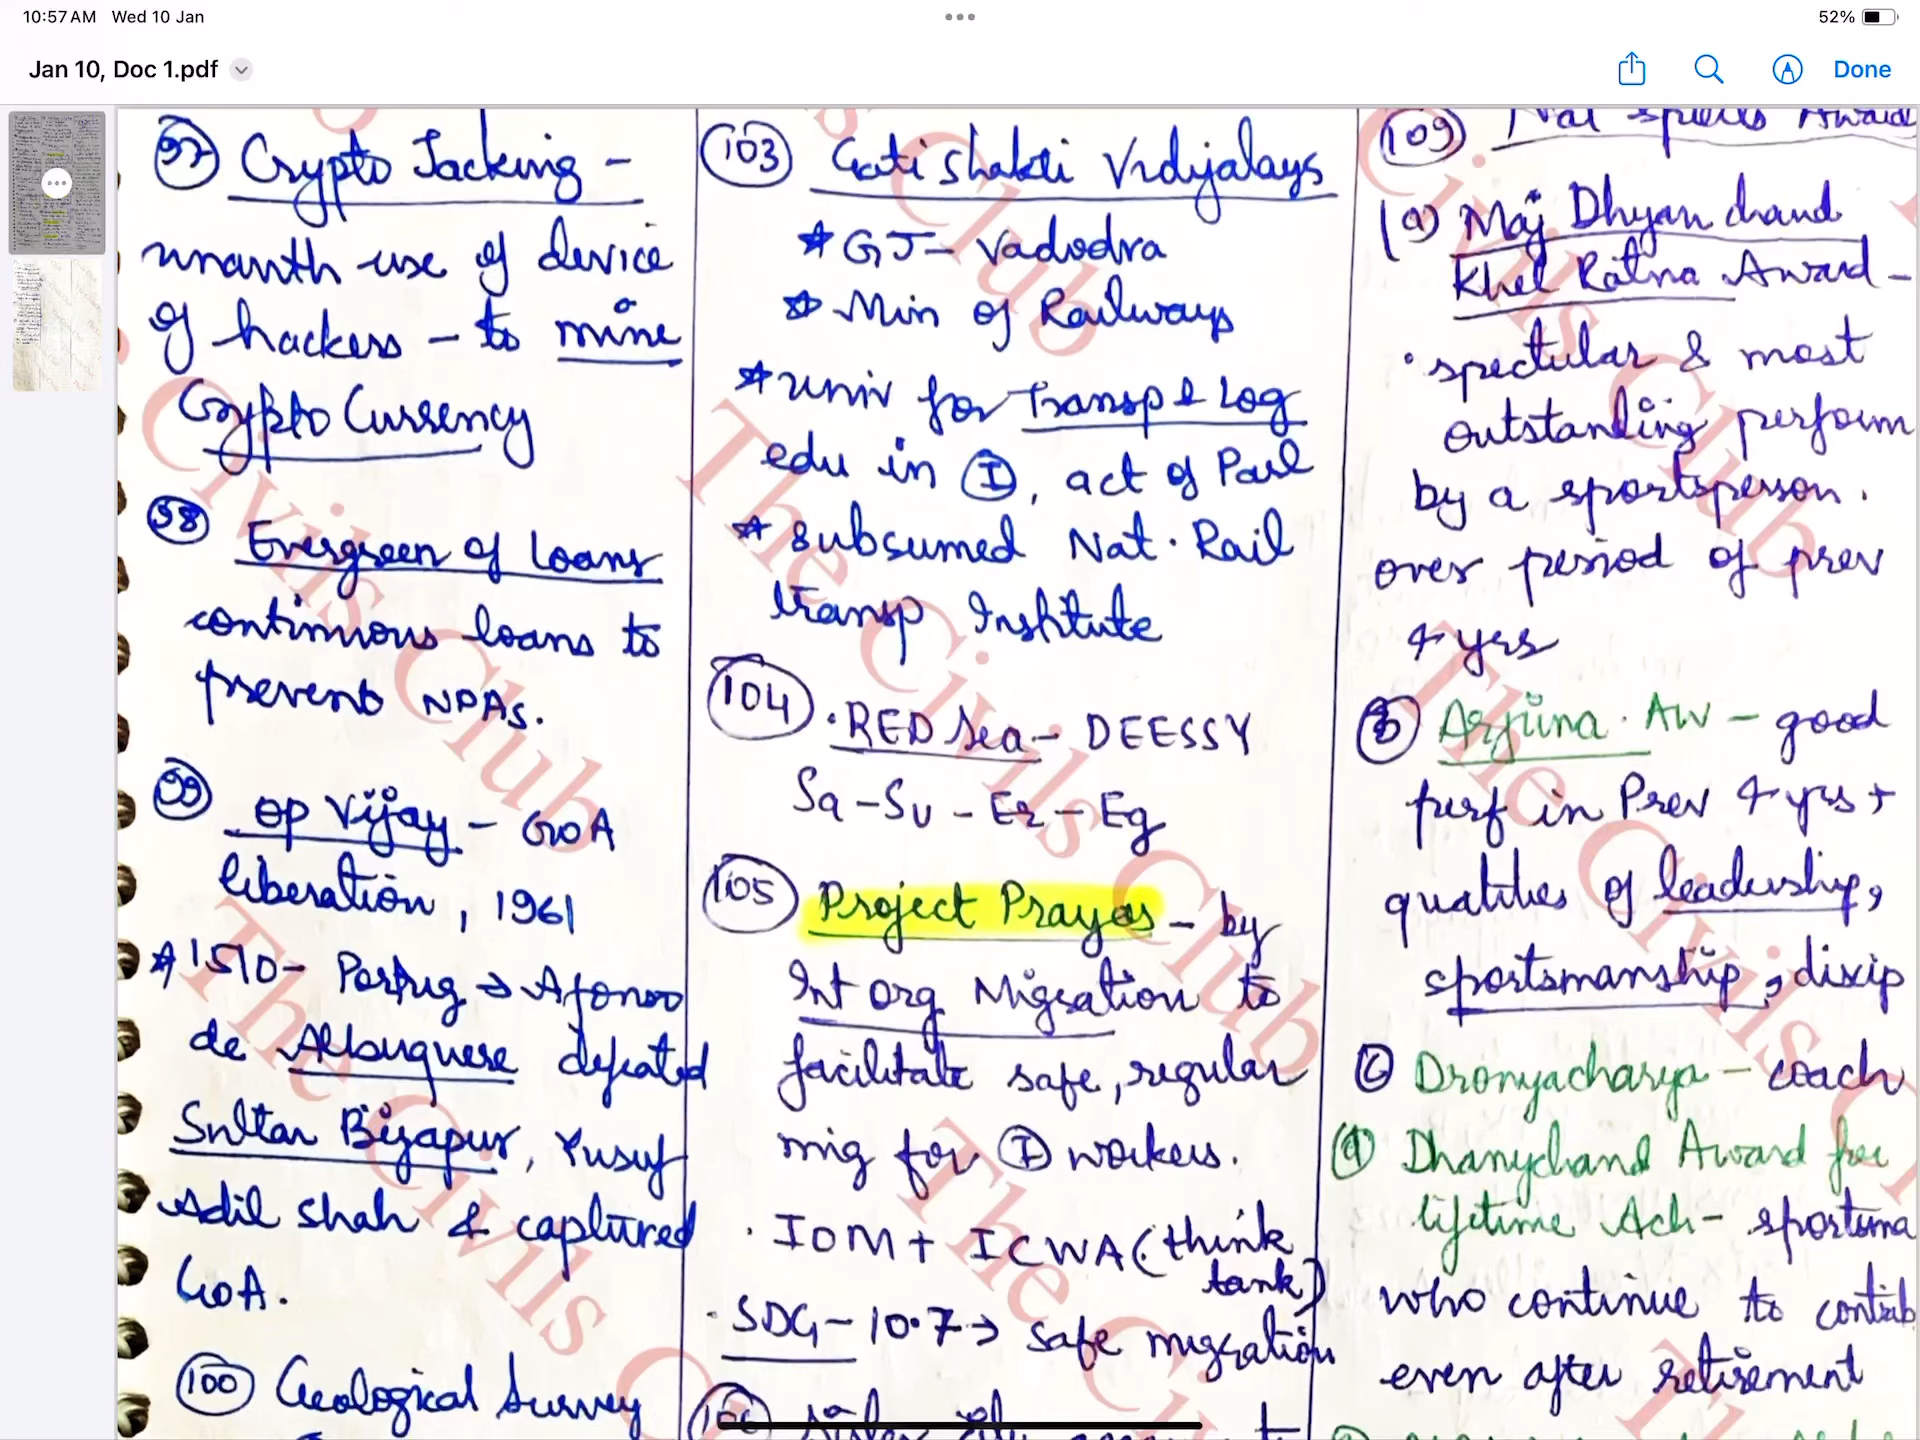 10:57 AM Wed 10 Jan
52%
Jan 10, Doc 1.pdf
Done
97 Crypto Jacking -
unauth use of device
of hackers - to mine
Crypto Currency
98 Evergreen of Loans
continuous loans to
prevent NPAs.
99 Op Vijay - GOA
liberation, 1961
* 1510 - Portug → Afonso
de Albuquerse defeated
Sultan Bijapur, Yusuf
Adil Shah & captured
GOA.
100 Geological Survey
103 Gati Shakti Vidyalays
* GJ - Vadodra
* Min of Railways
* Univ for Transp & Log
edu in I, act of Parl
* Subsumed Nat. Rail
transp Institute
104 . RED Sea - DEESSY
Sa - Su - Er - Eg
105 Project Prayas - by
Int org Migration to
facilitate safe, regular
mig for I workers.
. IOM + ICWA (think
tank)
. SDG - 10.7 → safe migration
106
109 Nat sports Award
(a) Maj Dhyan chand
Khel Ratna Award -
. spectular & most
outstanding perform
by a sportsperson.
over period of prev
4 yrs
b Arjuna. AW - good
perf in Prev 4 yrs +
qualities of leadership,
sportsmanship, discip
c Dronyacharya - coach
d Dhanychand Award for
lifetime Ach - sportsma
who continue to contrib
even after retirement
The Civils Club